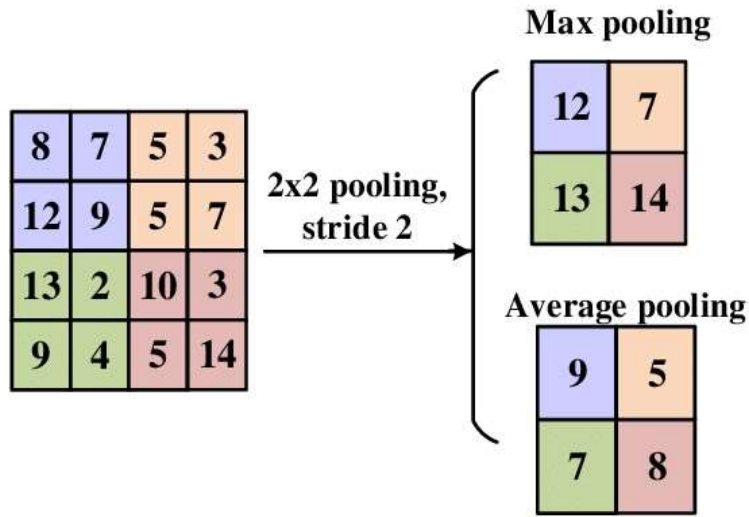 8 7 5 3
12 9 5 7
13 2 10 3
9 4 5 14
2x2 pooling,
stride 2
Max pooling
12 7
13 14
Average pooling
9 5
7 8